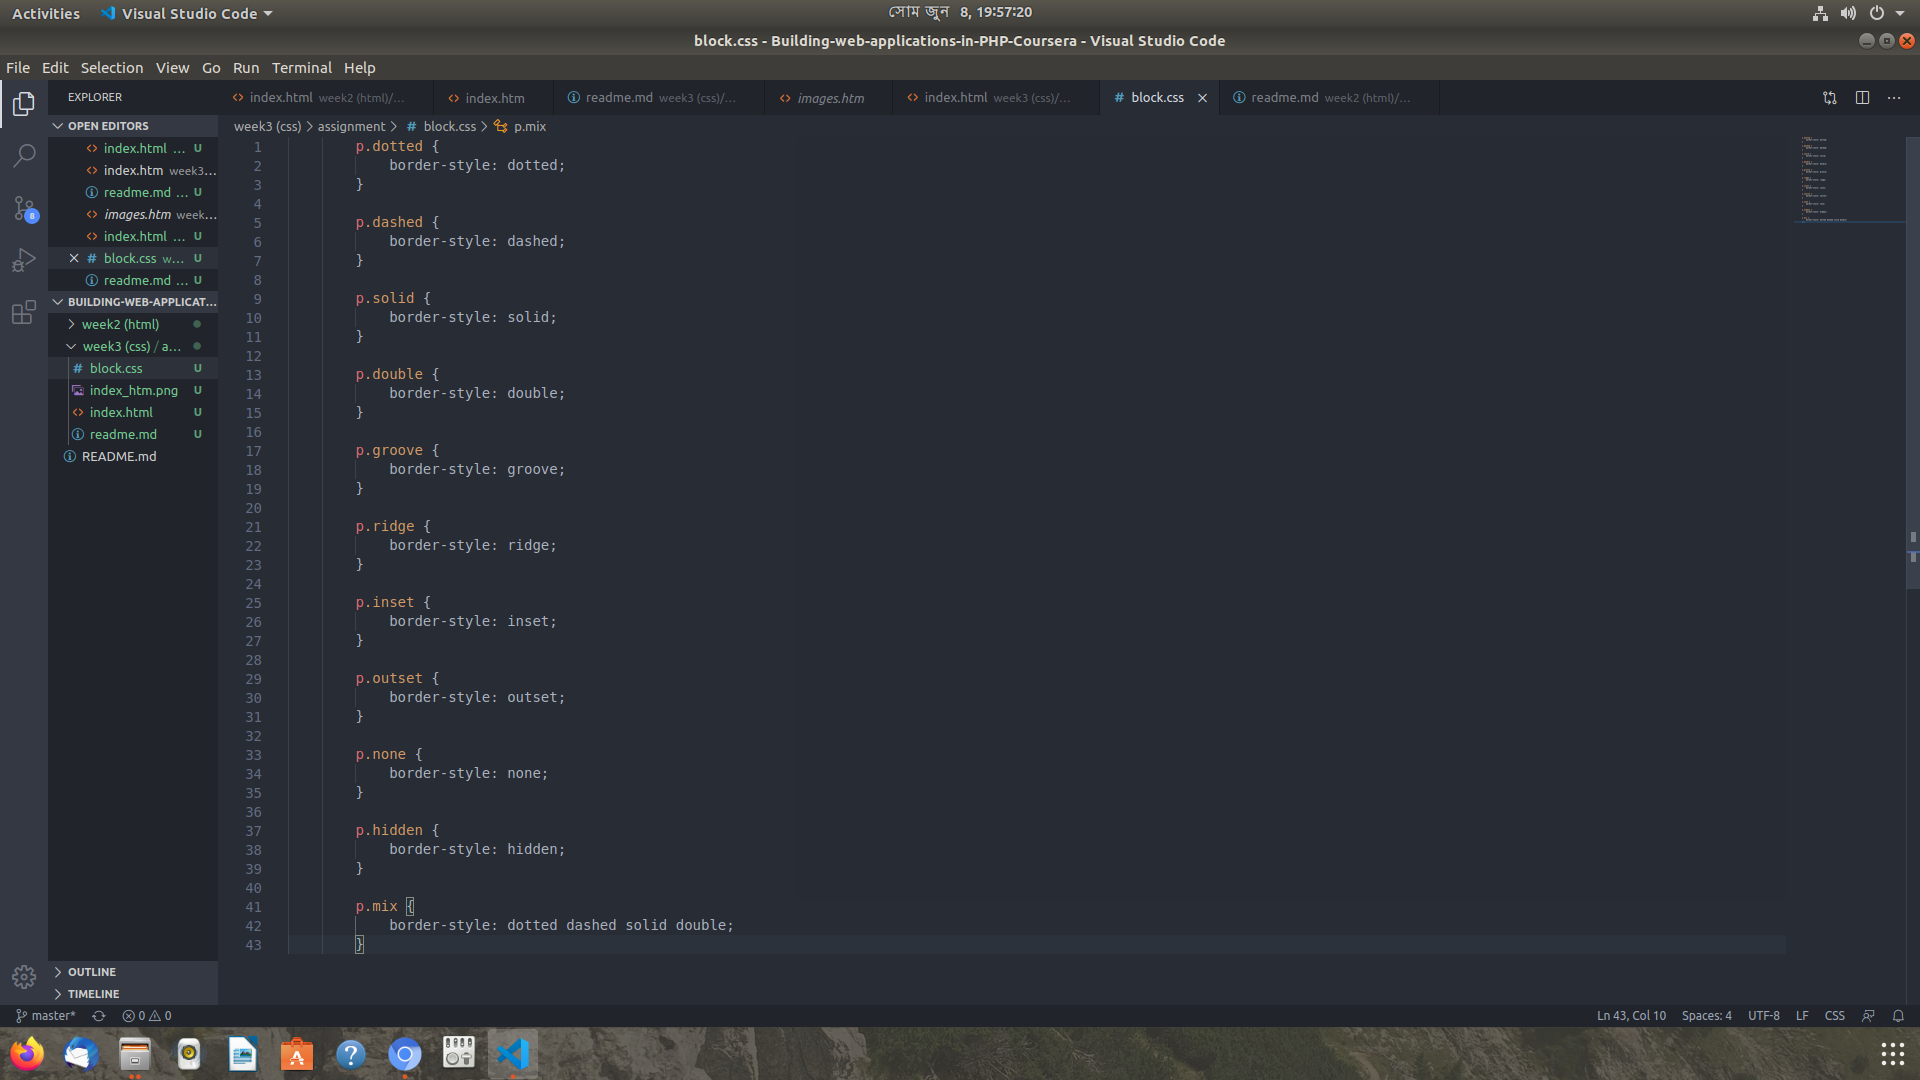 Activities
Visual Studio Code
সোম জুন 8, 19:57:20
block.css - Building-web-applications-in-PHP-Coursera - Visual Studio Code
File Edit Selection View Go Run Terminal Help
EXPLORER
index.html week2 (html)/...
index.htm
readme.md week3 (css)/...
images.htm
index.html week3 (css)/...
block.css
readme.md week2 (html)/...
OPEN EDITORS
index.html ... U
index.htm week3...
readme.md ... U
images.htm week...
index.html ... U
block.css w... U
readme.md ... U
BUILDING-WEB-APPLICAT...
week2 (html)
week3 (css) / a...
block.css U
index_htm.png U
index.html U
readme.md U
README.md
OUTLINE
TIMELINE
8
week3 (css) > assignment > # block.css > p.mix
1 p.dotted {
2 border-style: dotted;
3 }
4
5 p.dashed {
6 border-style: dashed;
7 }
8
9 p.solid {
10 border-style: solid;
11 }
12
13 p.double {
14 border-style: double;
15 }
16
17 p.groove {
18 border-style: groove;
19 }
20
21 p.ridge {
22 border-style: ridge;
23 }
24
25 p.inset {
26 border-style: inset;
27 }
28
29 p.outset {
30 border-style: outset;
31 }
32
33 p.none {
34 border-style: none;
35 }
36
37 p.hidden {
38 border-style: hidden;
39 }
40
41 p.mix {
42 border-style: dotted dashed solid double;
43 }
master* 0 0
Ln 43, Col 10 Spaces: 4 UTF-8 LF CSS